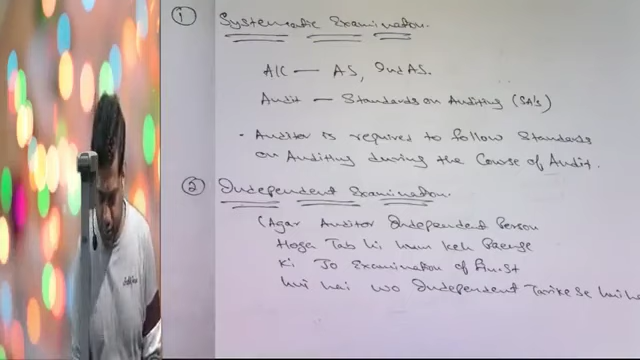 ① Systematic Examination.
A/C — AS, Ind AS.
Audit — Standards on Auditing (SA's)
• Auditor is required to follow Standards
on Auditing during the Course of Audit.
② Independent Examination.
(Agar Auditor Independent Person
Hoga Tab hi hum keh Paenge
Ki Jo Examination of Fin. St
hui hai wo Independent Tarike se hui